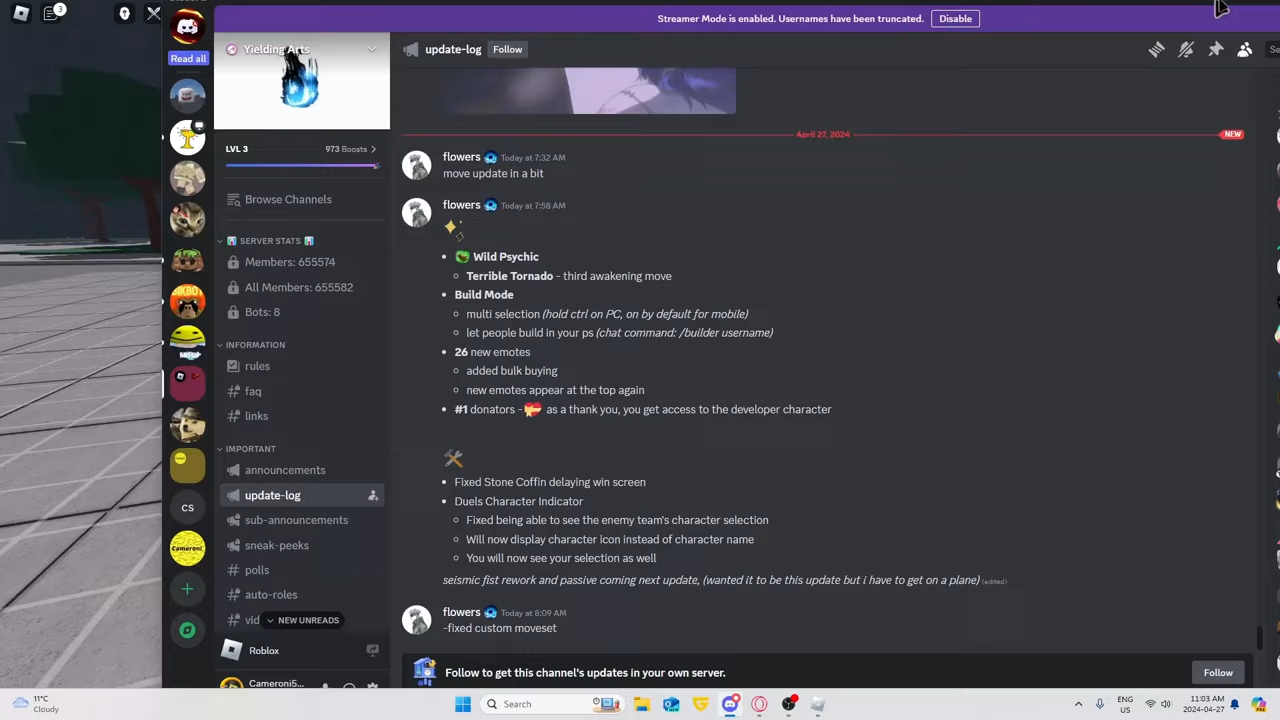 3
Streamer Mode is enabled. Usernames have been truncated.
Disable
Read all
Yielding Arts
update-log
Follow
LVL 3
973 Boosts
Browse Channels
SERVER STATS
Members: 655574
All Members: 655582
Bots: 8
INFORMATION
rules
faq
links
IMPORTANT
announcements
update-log
sub-announcements
sneak-peeks
polls
auto-roles
vid
NEW UNREADS
CS
Cameroni
Roblox
Cameroni5...
April 27, 2024
NEW
flowers Today at 7:32 AM
move update in a bit
flowers Today at 7:58 AM
Wild Psychic
Terrible Tornado - third awakening move
Build Mode
multi selection (hold ctrl on PC, on by default for mobile)
let people build in your ps (chat command: /builder username)
26 new emotes
added bulk buying
new emotes appear at the top again
#1 donators - as a thank you, you get access to the developer character
Fixed Stone Coffin delaying win screen
Duels Character Indicator
Fixed being able to see the enemy team's character selection
Will now display character icon instead of character name
You will now see your selection as well
seismic fist rework and passive coming next update, (wanted it to be this update but i have to get on a plane) (edited)
flowers Today at 8:09 AM
-fixed custom moveset
Follow to get this channel's updates in your own server.
Follow
11°C
Cloudy
Search
ENG
US
11:03 AM
2024-04-27